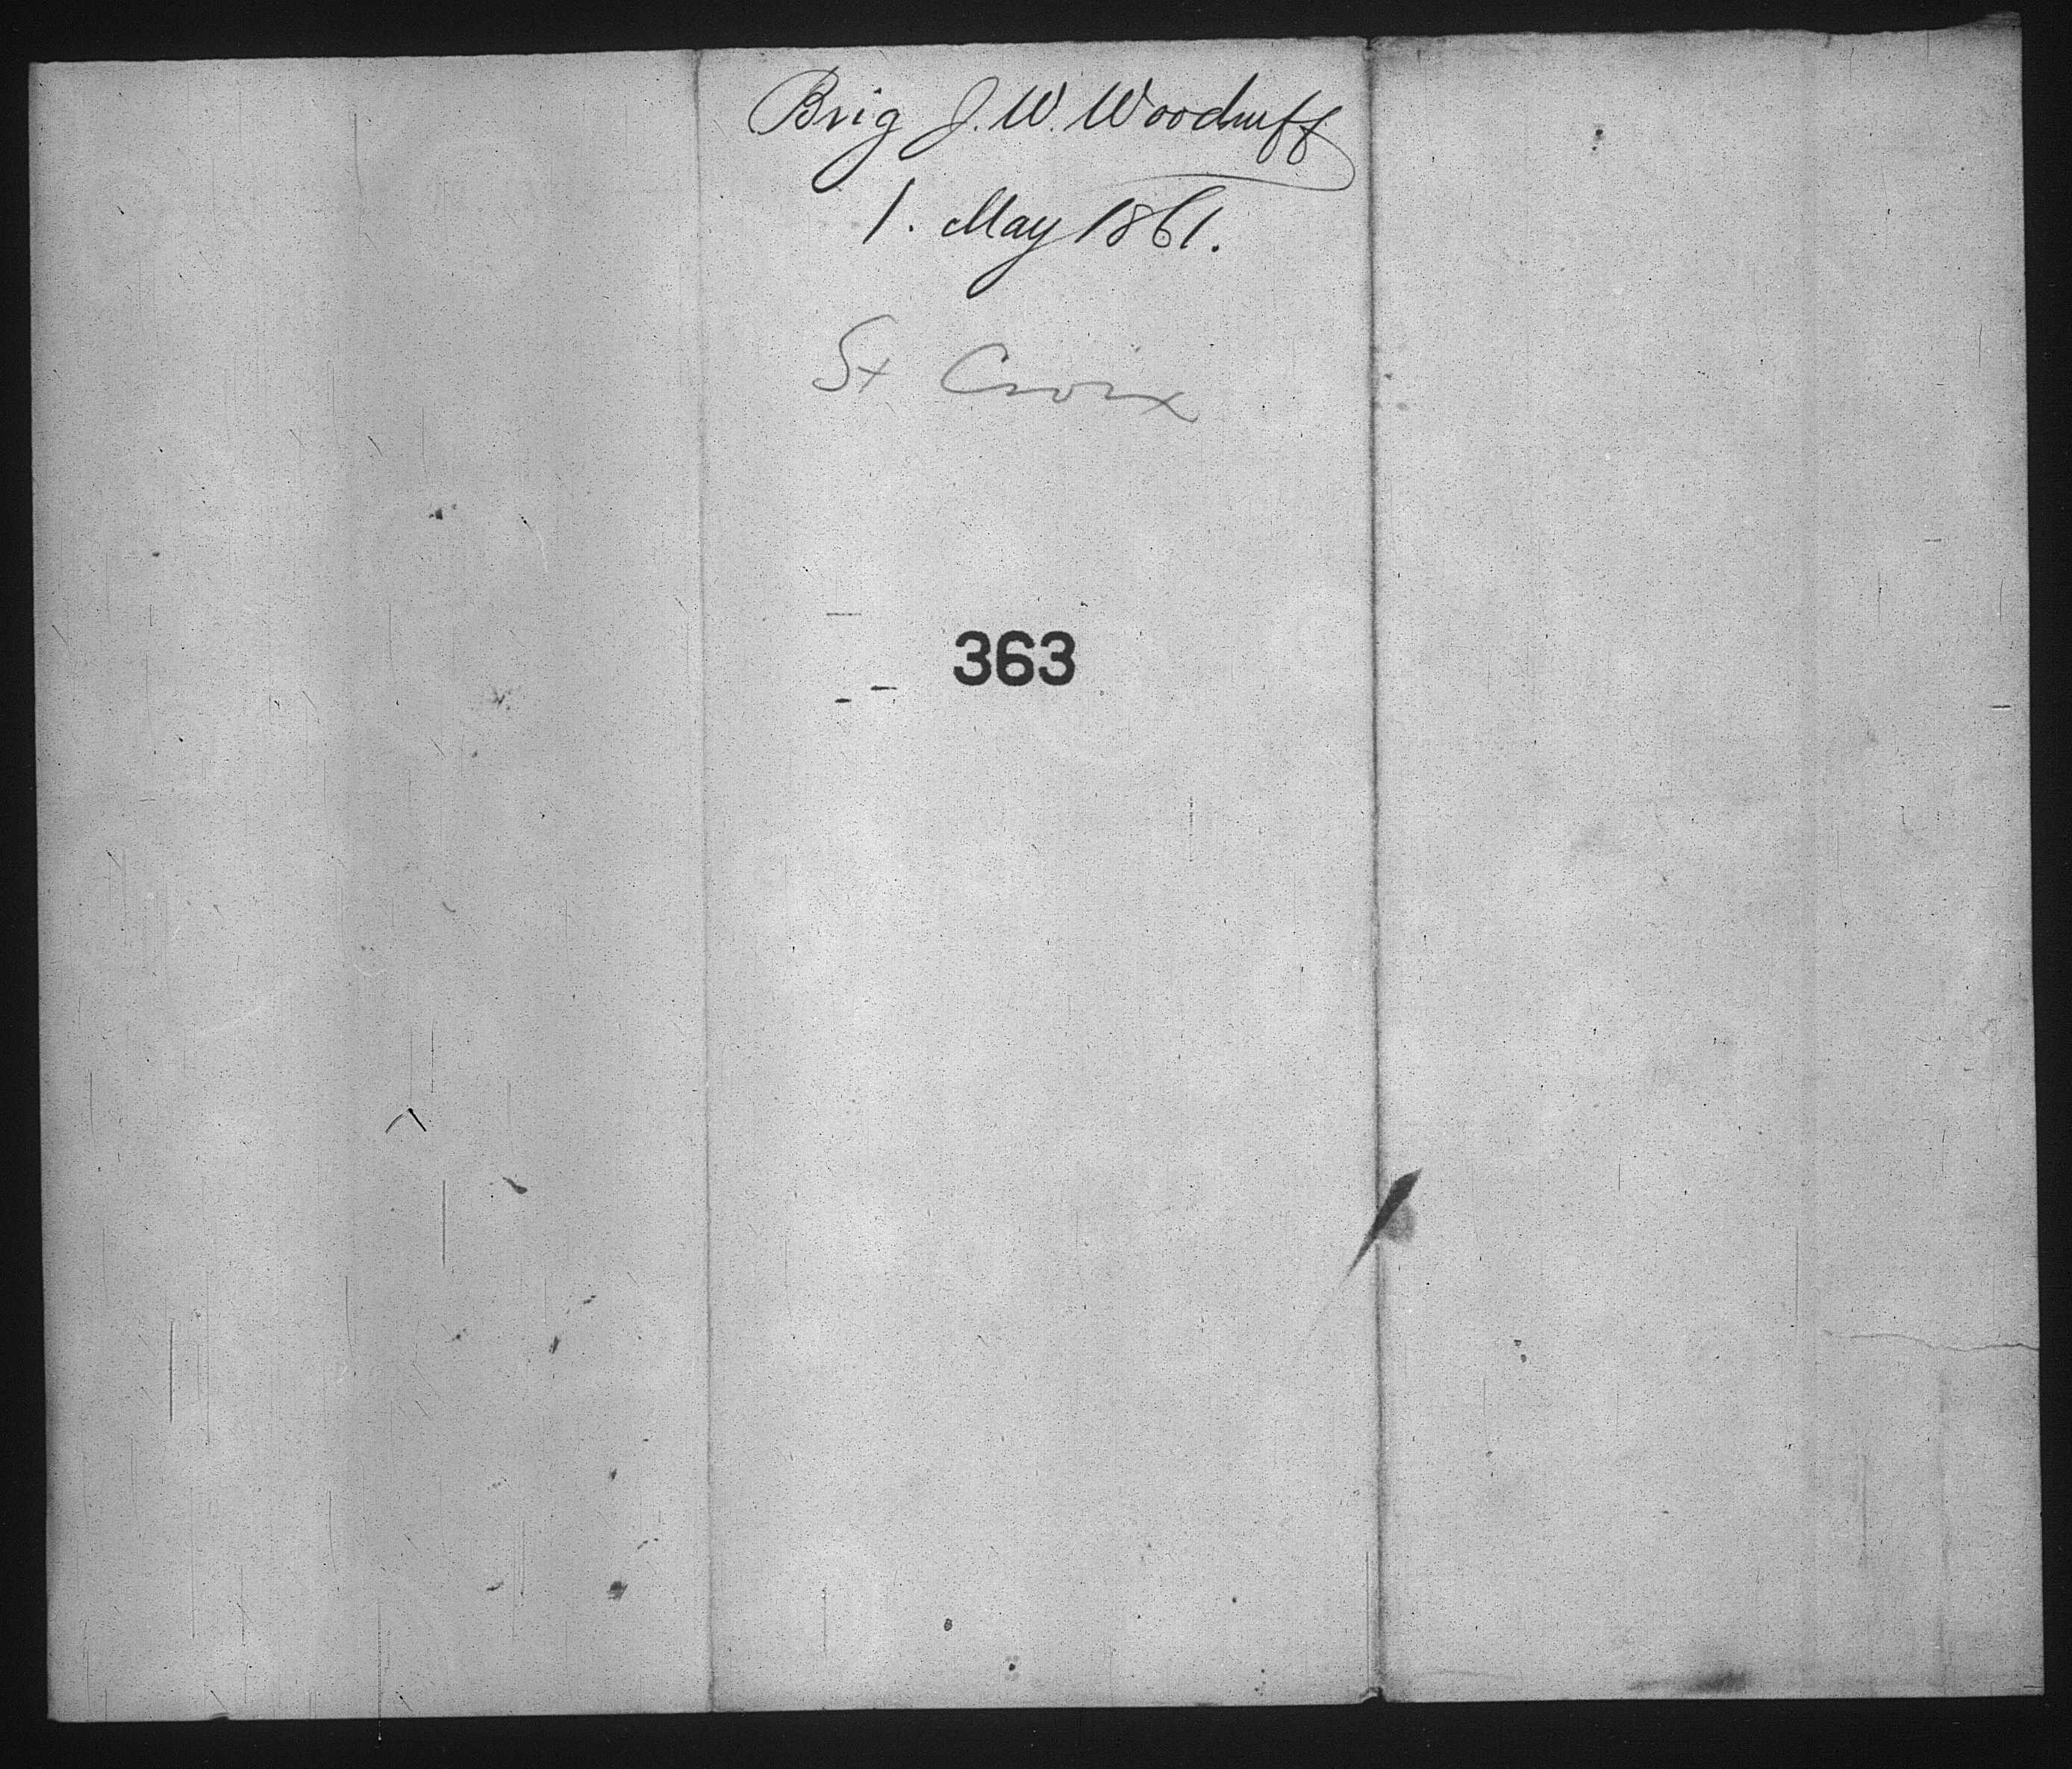 Brig J. W. Woodruff
1. May 1861.
St Croix
363